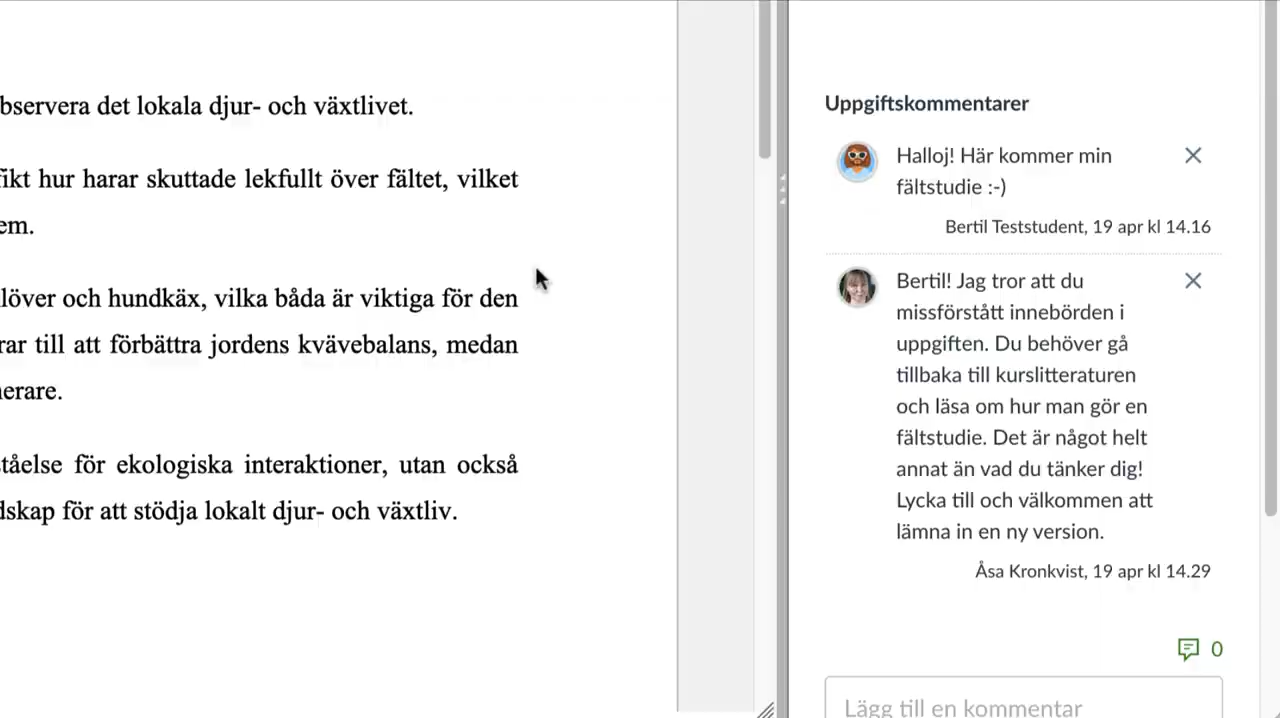 bservera det lokala djur- och växtlivet.
fikt hur harar skuttade lekfullt över fältet, vilket
em.
löver och hundkäx, vilka båda är viktiga för den
rar till att förbättra jordens kvävebalans, medan
nerare.
tåelse för ekologiska interaktioner, utan också
dskap för att stödja lokalt djur- och växtliv.
Uppgiftskommentarer
Halloj! Här kommer min
fältstudie :-)
Bertil Teststudent, 19 apr kl 14.16
Bertil! Jag tror att du
missförstått innebörden i
uppgiften. Du behöver gå
tillbaka till kurslitteraturen
och läsa om hur man gör en
fältstudie. Det är något helt
annat än vad du tänker dig!
Lycka till och välkommen att
lämna in en ny version.
Åsa Kronkvist, 19 apr kl 14.29
0
Lägg till en kommentar